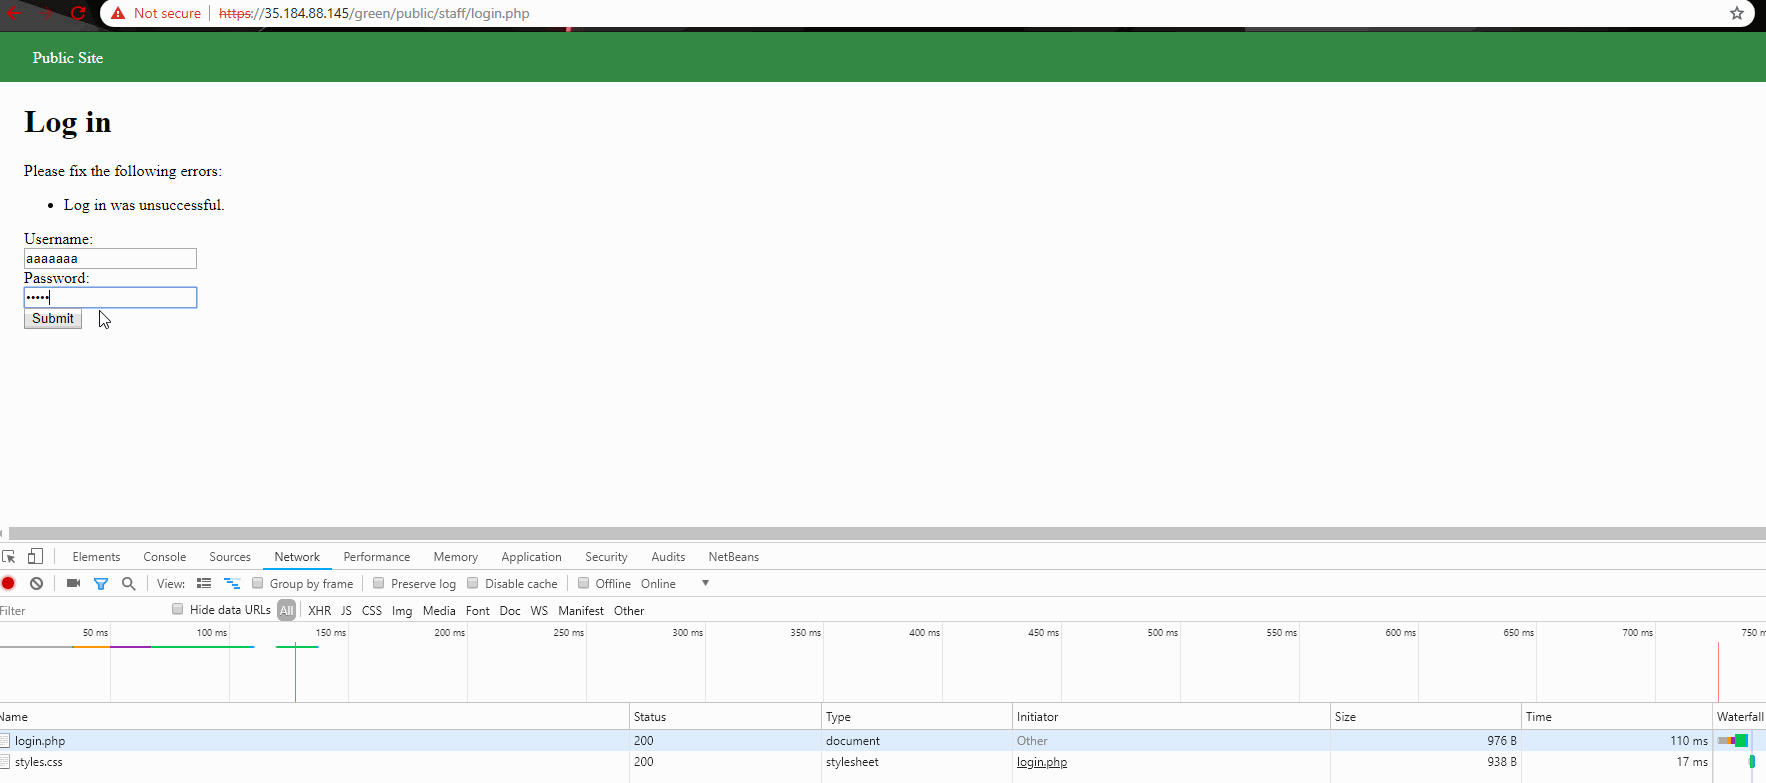 Not secure https://35.184.88.145/green/public/staff/login.php
Public Site
Log in
Please fix the following errors:
• Log in was unsuccessful.
Username:
aaaaaaa
Password:
•••••
Submit
Elements Console Sources Network Performance Memory Application Security Audits NetBeans
View: Group by frame Preserve log Disable cache Offline Online
Filter Hide data URLs All XHR JS CSS Img Media Font Doc WS Manifest Other
50 ms 100 ms 150 ms 200 ms 250 ms 300 ms 350 ms 400 ms 450 ms 500 ms 550 ms 600 ms 650 ms 700 ms 750 m
Name Status Type Initiator Size Time Waterfall
login.php 200 document Other 976 B 110 ms
styles.css 200 stylesheet login.php 938 B 17 ms